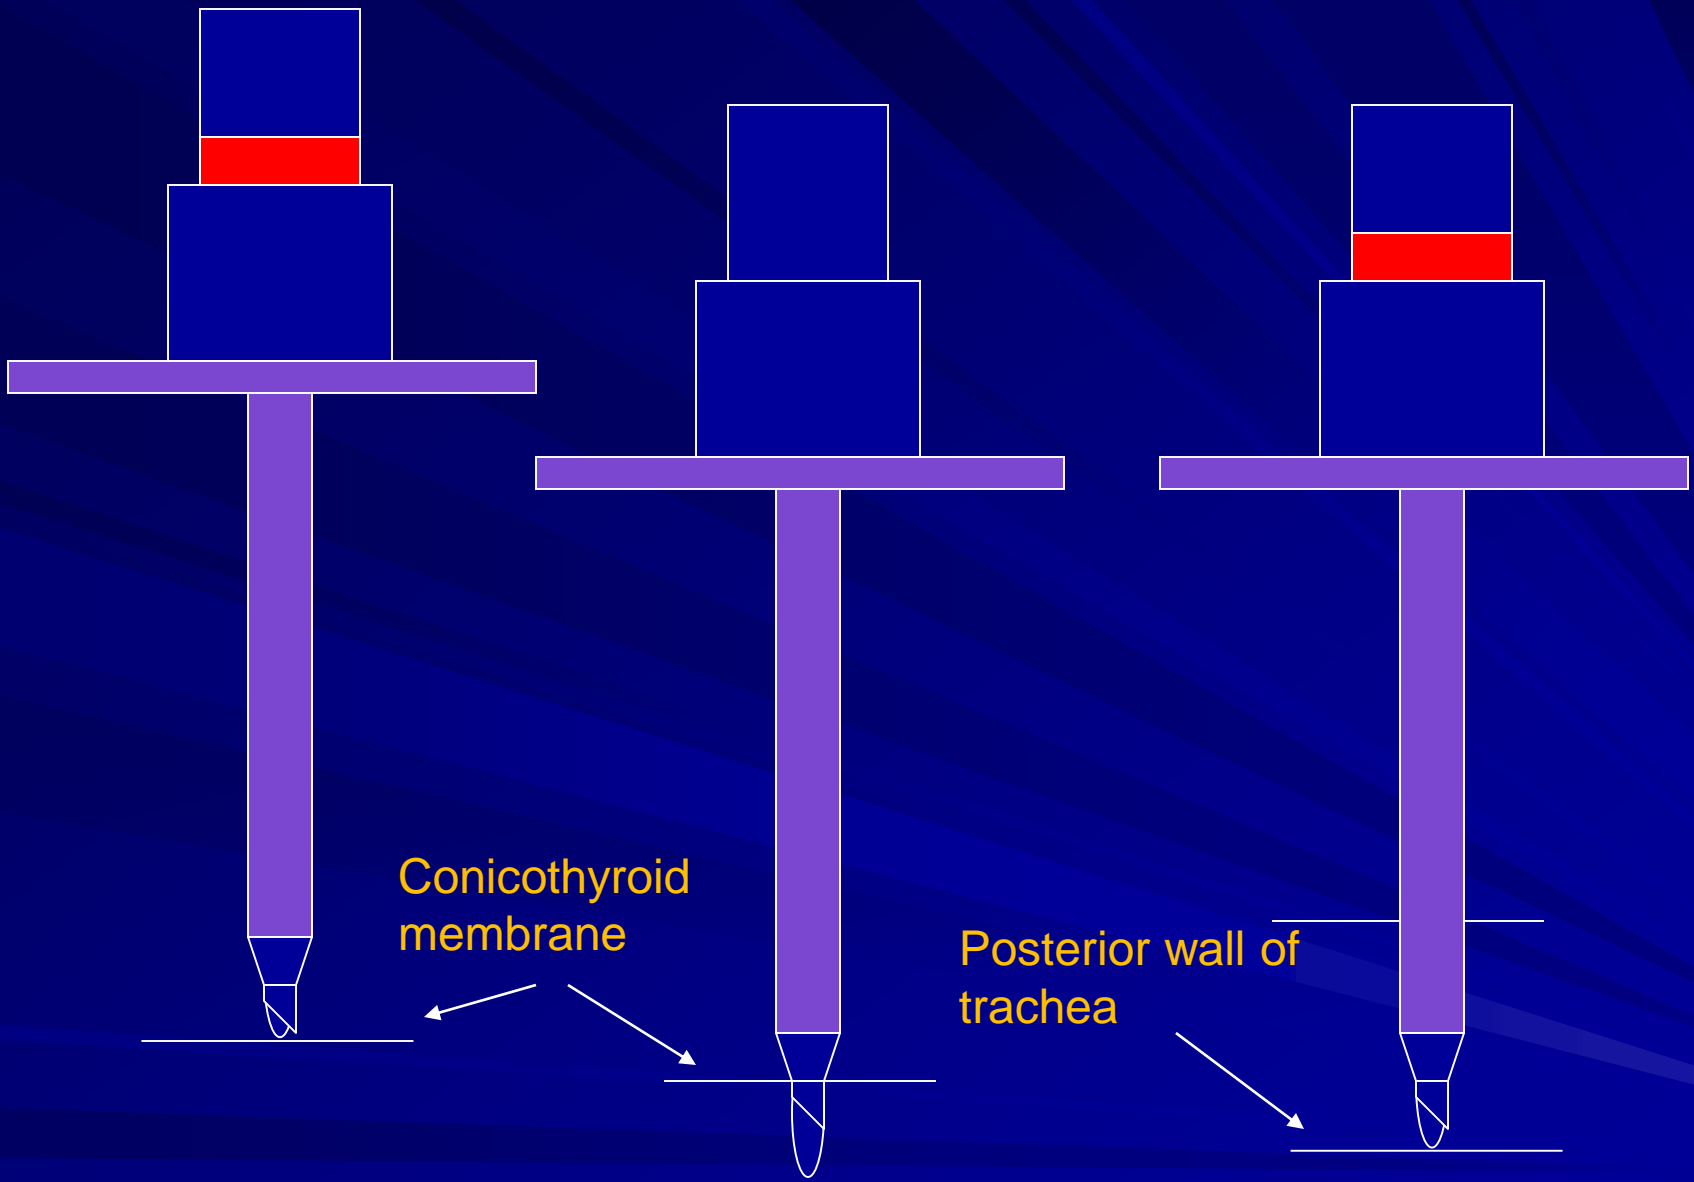 Conicothyroid
membrane
Posterior wall of
trachea